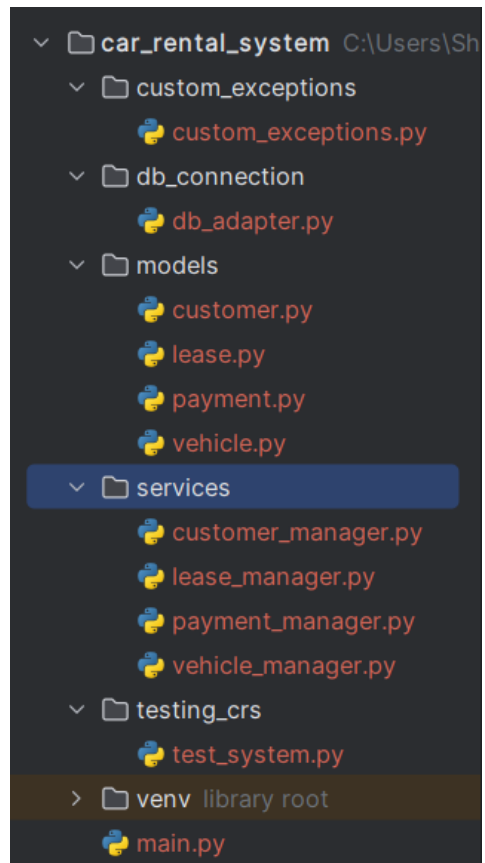 car_rental_system C:\Users\Sh
custom_exceptions
custom_exceptions.py
db_connection
db_adapter.py
models
customer.py
lease.py
payment.py
vehicle.py
services
customer_manager.py
lease_manager.py
payment_manager.py
vehicle_manager.py
testing_crs
test_system.py
venv library root
main.py